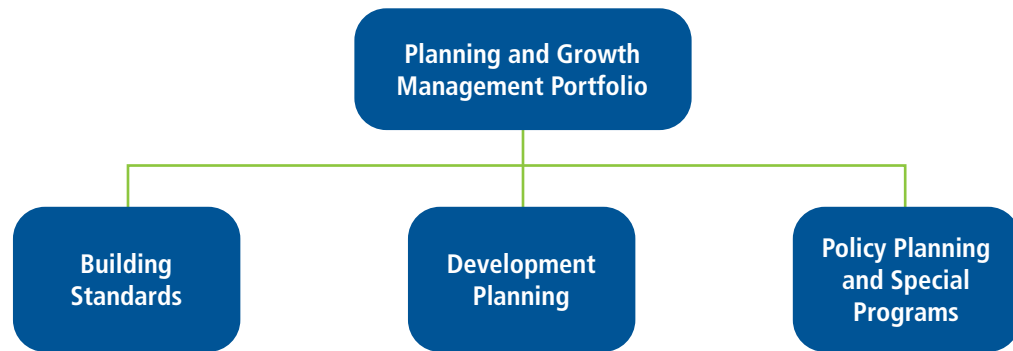 Planning and Growth
Management Portfolio
Building
Standards
Development
Planning
Policy Planning
and Special
Programs